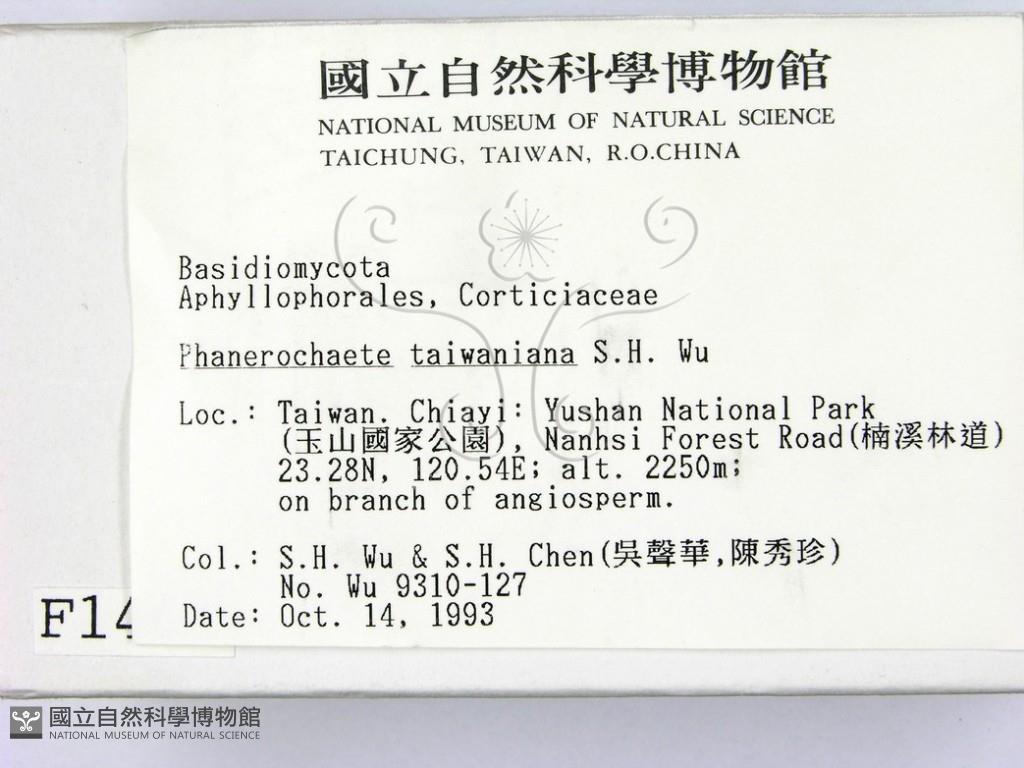 國立自然科學博物館
NATIONAL MUSEUM OF NATURAL SCIENCE
TAICHUNG, TAIWAN, R.O.CHINA
Basidiomycota
Aphyllophorales, Corticiaceae
Phanerochaete taiwaniana S.H. Wu
Loc.: Taiwan. Chiayi: Yushan National Park
(玉山國家公園), Nanhsi Forest Road(楠溪林道)
23.28N, 120.54E; alt. 2250m;
on branch of angiosperm.
Col.: S.H. Wu & S.H. Chen(吳聲華,陳秀珍)
No. Wu 9310-127
Date: Oct. 14, 1993
F14
國立自然科學博物館
NATIONAL MUSEUM OF NATURAL SCIENCE